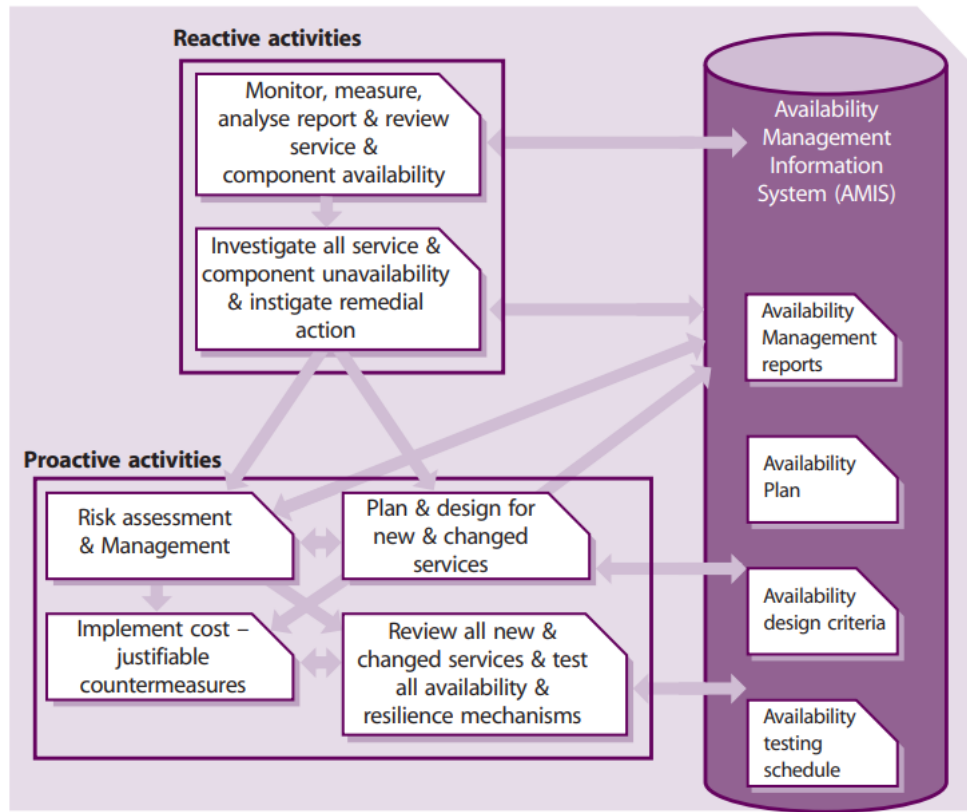 Reactive activities
Monitor, measure,
analyse report & review
service &
component availability
Investigate all service &
component unavailability
& instigate remedial
action
Proactive activities
Risk assessment
& Management
Plan & design for
new & changed
services
Implement cost –
justifiable
countermeasures
Review all new &
changed services & test
all availability &
resilience mechanisms
Availability
Management
Information
System (AMIS)
Availability
Management
reports
Availability
Plan
Availability
design criteria
Availability
testing
schedule